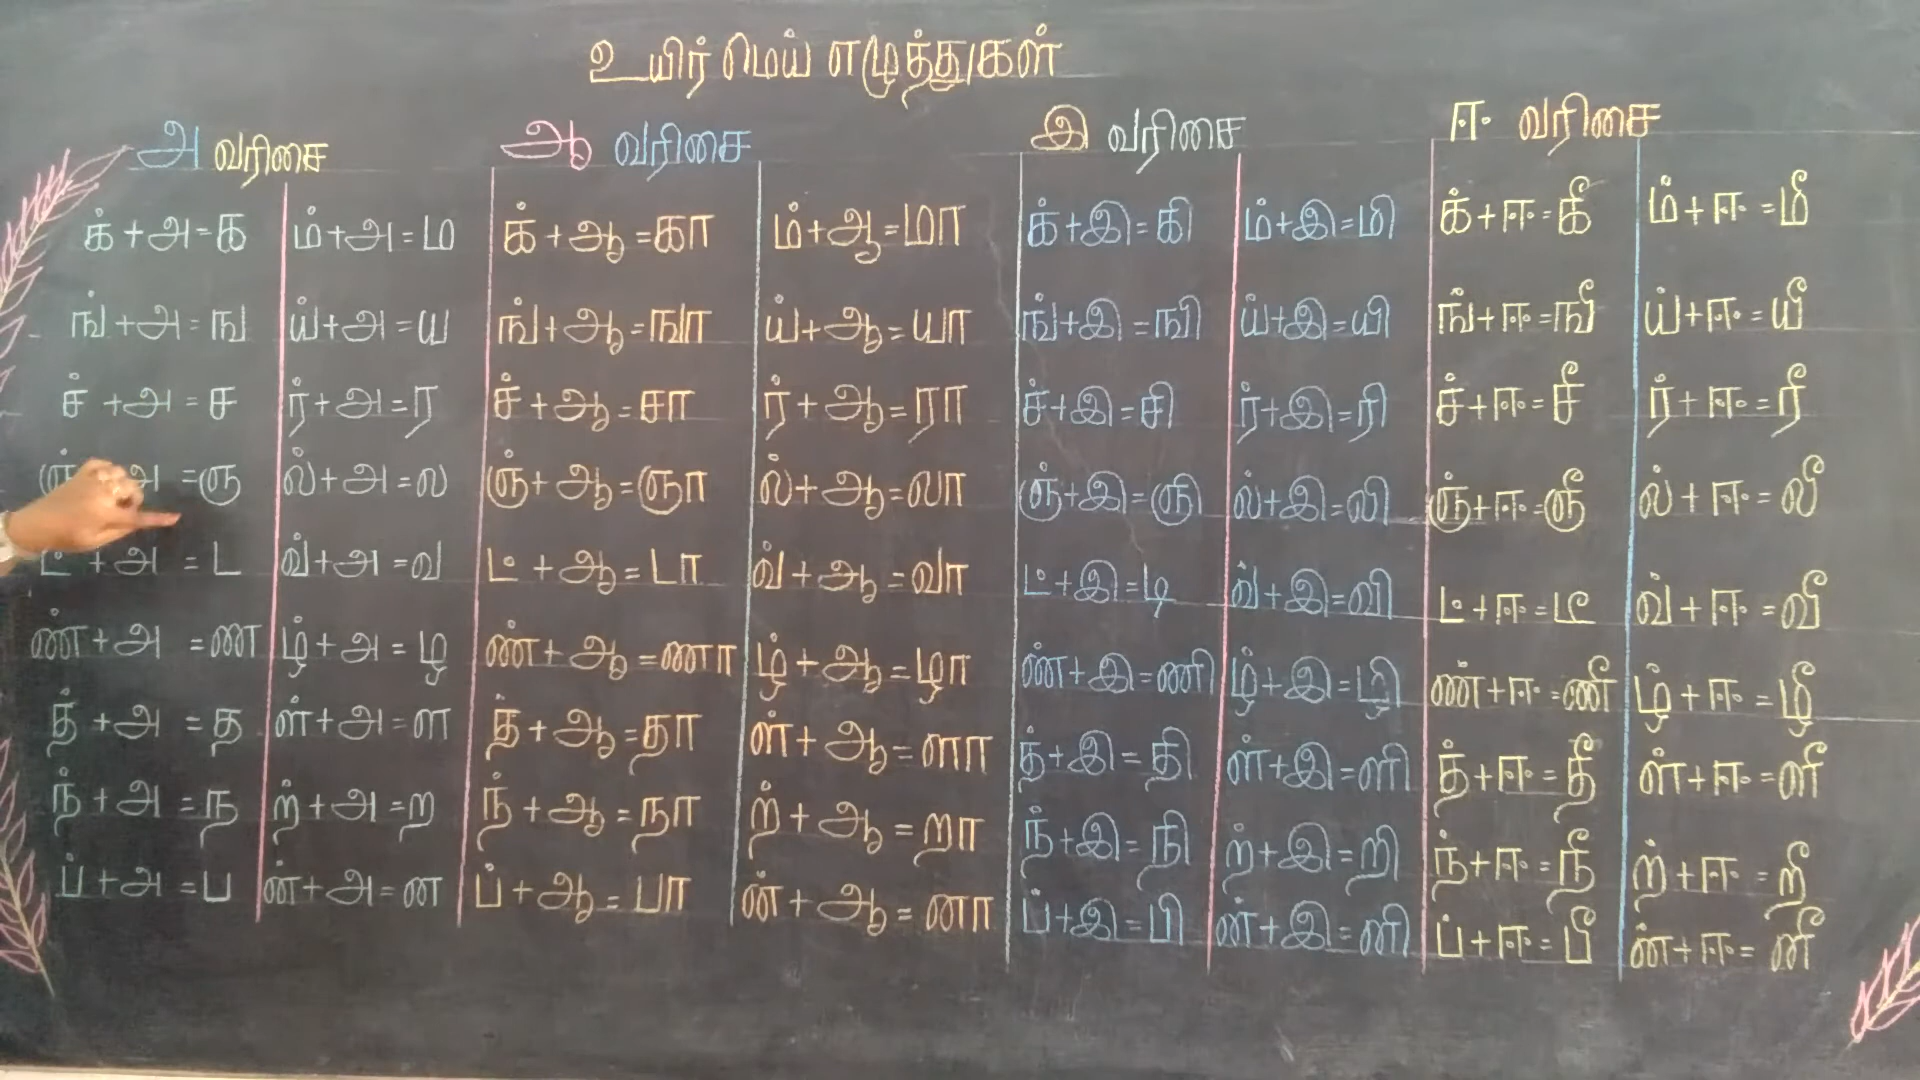 உயிர் மெய் எழுத்துகள்
அ வரிசை
க்+அ=க
ங்+அ=ங
ச்+அ=ச
ஞ்+அ=ஞ
ட்+அ=ட
ண்+அ=ண
த்+அ=த
ந்+அ=ந
ப்+அ=ப
ம்+அ=ம
ய்+அ=ய
ர்+அ=ர
ல்+அ=ல
வ்+அ=வ
ழ்+அ=ழ
ள்+அ=ள
ற்+அ=ற
ன்+அ=ன
ஆ வரிசை
க்+ஆ=கா
ங்+ஆ=ஙா
ச்+ஆ=சா
ஞ்+ஆ=ஞா
ட்+ஆ=டா
ண்+ஆ=ணா
த்+ஆ=தா
ந்+ஆ=நா
ப்+ஆ=பா
ம்+ஆ=மா
ய்+ஆ=யா
ர்+ஆ=ரா
ல்+ஆ=லா
வ்+ஆ=வா
ழ்+ஆ=ழா
ள்+ஆ=ளா
ற்+ஆ=றா
ன்+ஆ=னா
இ வரிசை
க்+இ=கி
ங்+இ=ஙி
ச்+இ=சி
ஞ்+இ=ஞி
ட்+இ=டி
ண்+இ=ணி
த்+இ=தி
ந்+இ=நி
ப்+இ=பி
ம்+இ=மி
ய்+இ=யி
ர்+இ=ரி
ல்+இ=லி
வ்+இ=வி
ழ்+இ=ழி
ள்+இ=ளி
ற்+இ=றி
ன்+இ=னி
ஈ வரிசை
க்+ஈ=கீ
ங்+ஈ=ஙீ
ச்+ஈ=சீ
ஞ்+ஈ=ஞீ
ட்+ஈ=டீ
ண்+ஈ=ணீ
த்+ஈ=தீ
ந்+ஈ=நீ
ப்+ஈ=பீ
ம்+ஈ=மீ
ய்+ஈ=யீ
ர்+ஈ=ரீ
ல்+ஈ=லீ
வ்+ஈ=வீ
ழ்+ஈ=ழீ
ள்+ஈ=ளீ
ற்+ஈ=றீ
ன்+ஈ=னீ